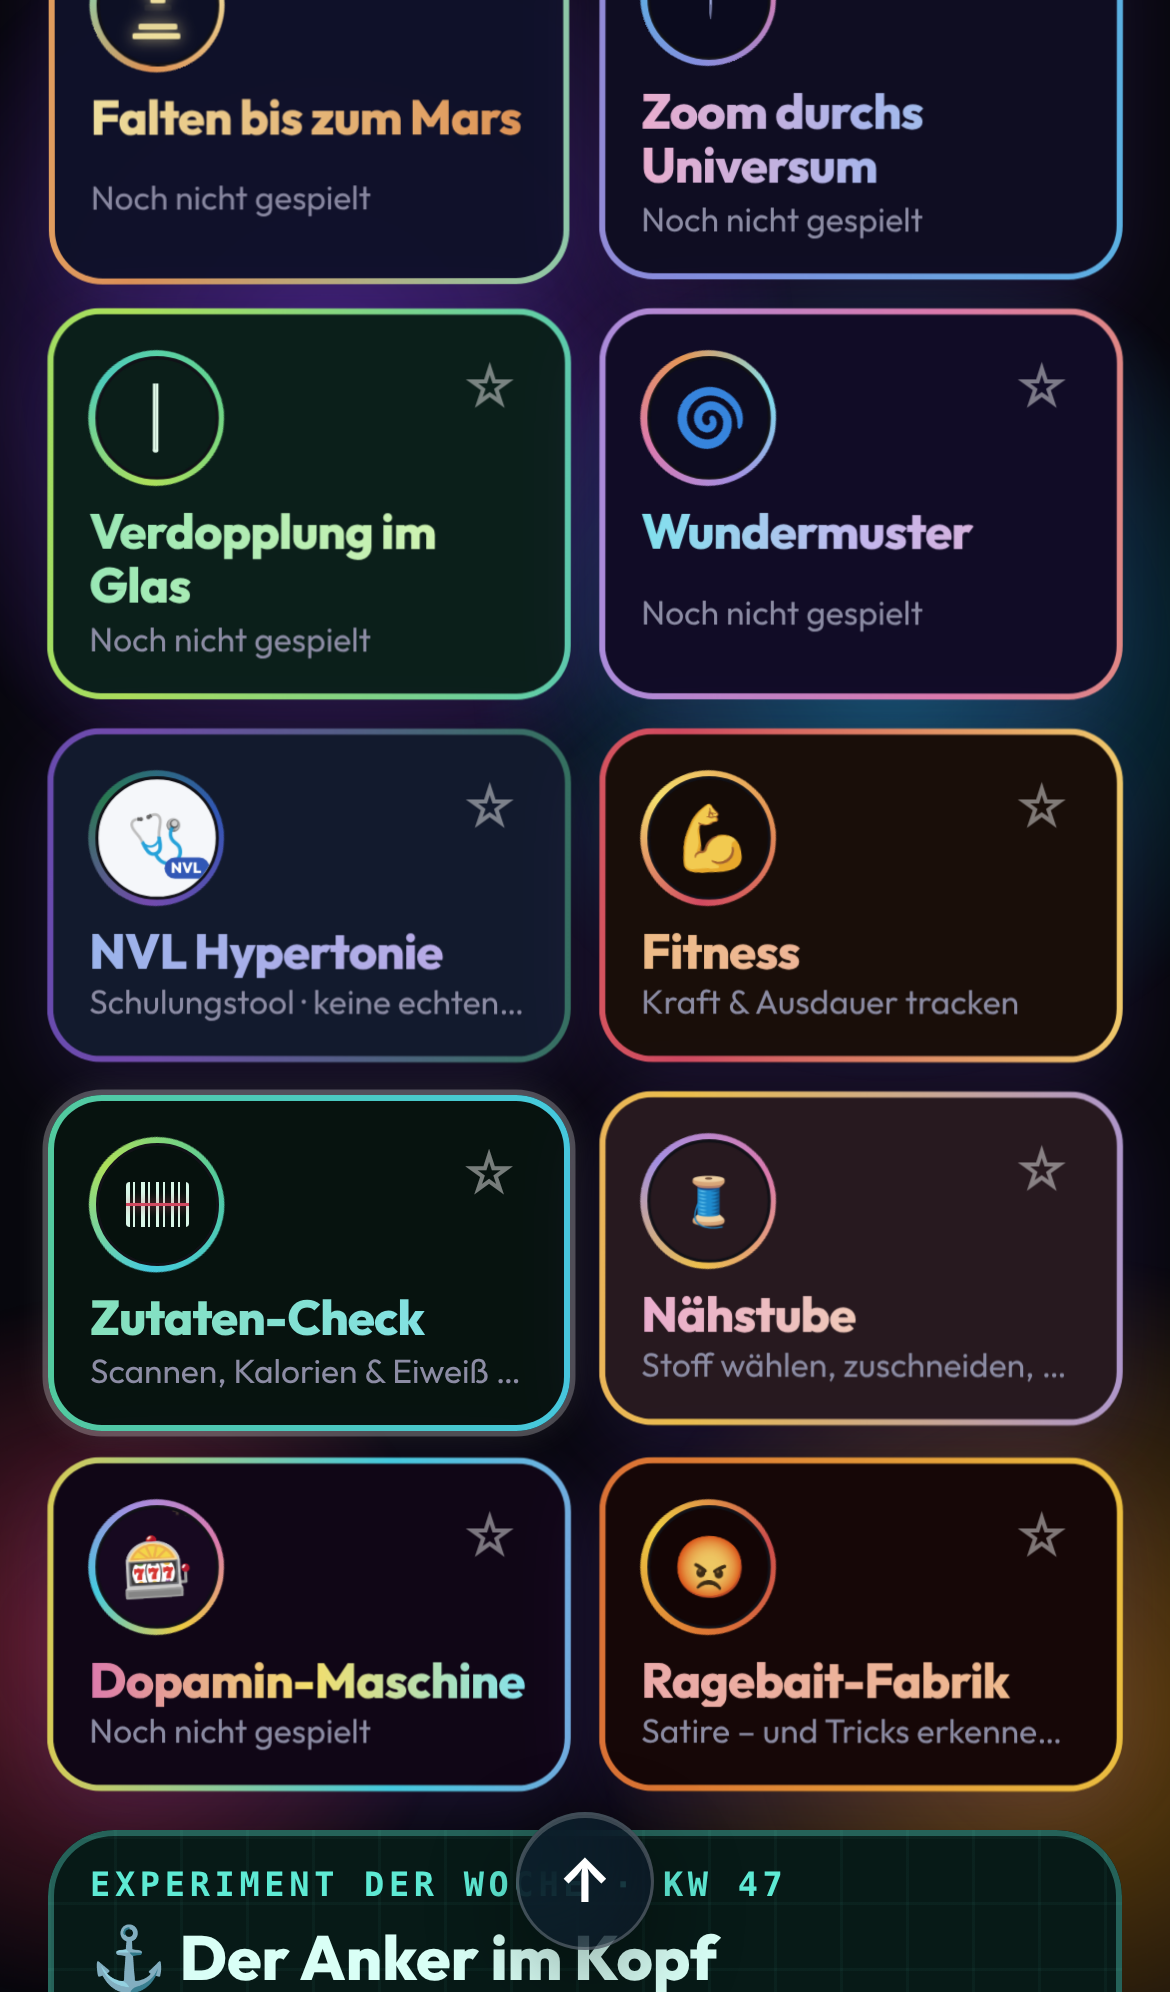 Falten bis zum Mars
Noch nicht gespielt
Zoom durchs
Universum
Noch nicht gespielt
Verdopplung im
Glas
Noch nicht gespielt
Wundermuster
Noch nicht gespielt
NVL
NVL Hypertonie
Schulungstool · keine echten...
Fitness
Kraft & Ausdauer tracken
Zutaten-Check
Scannen, Kalorien & Eiweiß ...
Nähstube
Stoff wählen, zuschneiden, ...
777
Dopamin-Maschine
Noch nicht gespielt
Ragebait-Fabrik
Satire – und Tricks erkenne...
EXPERIMENT DER WOCHE · KW 47
Der Anker im Kopf